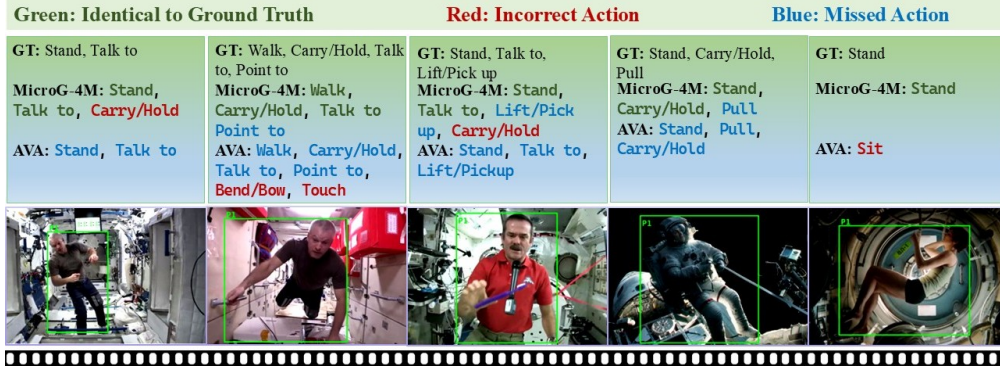 Green: Identical to Ground Truth Red: Incorrect Action Blue: Missed Action
GT: Stand, Talk to
MicroG-4M: Stand,
Talk to, Carry/Hold
AVA: Stand, Talk to
GT: Walk, Carry/Hold, Talk
to, Point to
MicroG-4M: Walk,
Carry/Hold, Talk to
Point to
AVA: Walk, Carry/Hold,
Talk to, Point to,
Bend/Bow, Touch
GT: Stand, Talk to,
Lift/Pick up
MicroG-4M: Stand,
Talk to, Lift/Pick
up, Carry/Hold
AVA: Stand, Talk to,
Lift/Pickup
GT: Stand, Carry/Hold,
Pull
MicroG-4M: Stand,
Carry/Hold, Pull
AVA: Stand, Pull,
Carry/Hold
GT: Stand
MicroG-4M: Stand
AVA: Sit
P1
P1
P1
P1